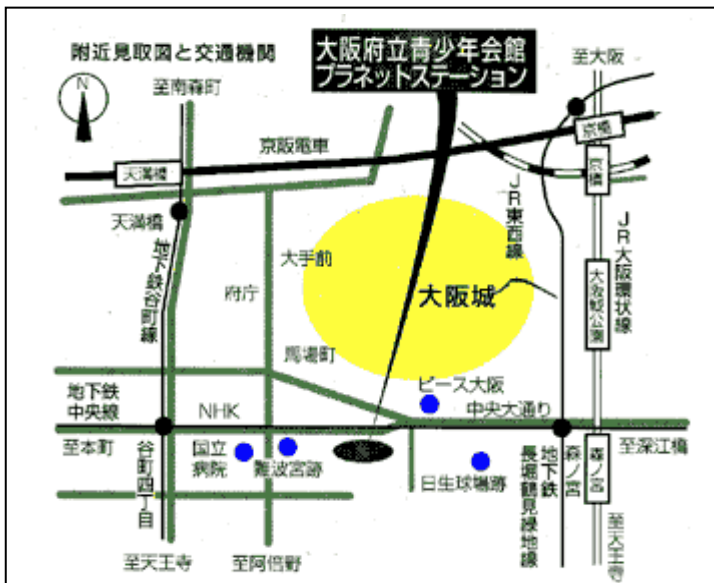 附近見取図と交通機関
大阪府立青少年会館
プラネットステーション
至大阪
N
至南森町
京阪電車
京橋
天満橋
京橋
天満橋
JR東西線
JR大阪環状線
大手前
地下鉄谷町線
府庁
大阪城
大阪城公園
馬場町
ピース大阪
地下鉄
中央線
NHK
中央大通り
至本町
谷町四丁目
国立
病院
難波宮跡
日生球場跡
地下鉄
長堀鶴見緑地線
森ノ宮
森ノ宮
至深江橋
至天王寺
至阿倍野
至天王寺